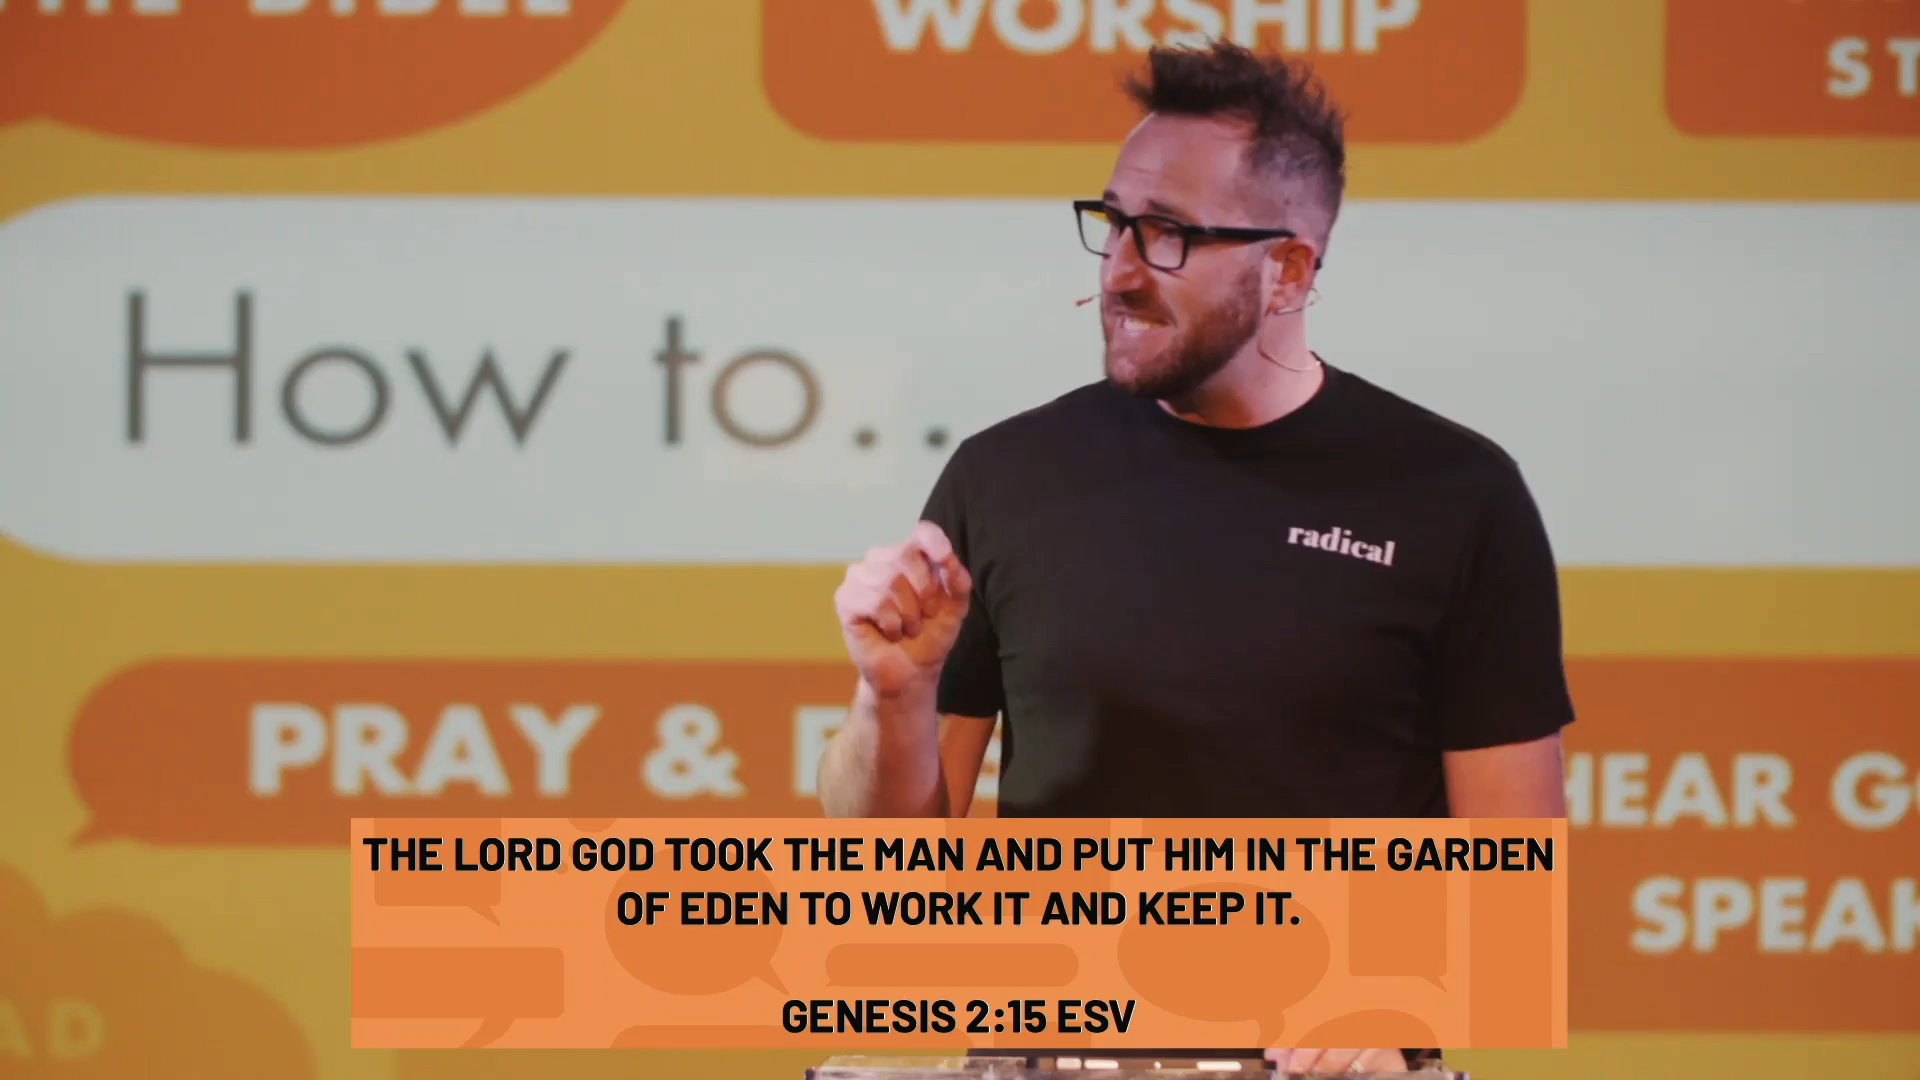 BIBLE
WORSHIP
How to..
radical
PRAY &
HEAR
SPEAK
THE LORD GOD TOOK THE MAN AND PUT HIM IN THE GARDEN
OF EDEN TO WORK IT AND KEEP IT.
GENESIS 2:15 ESV